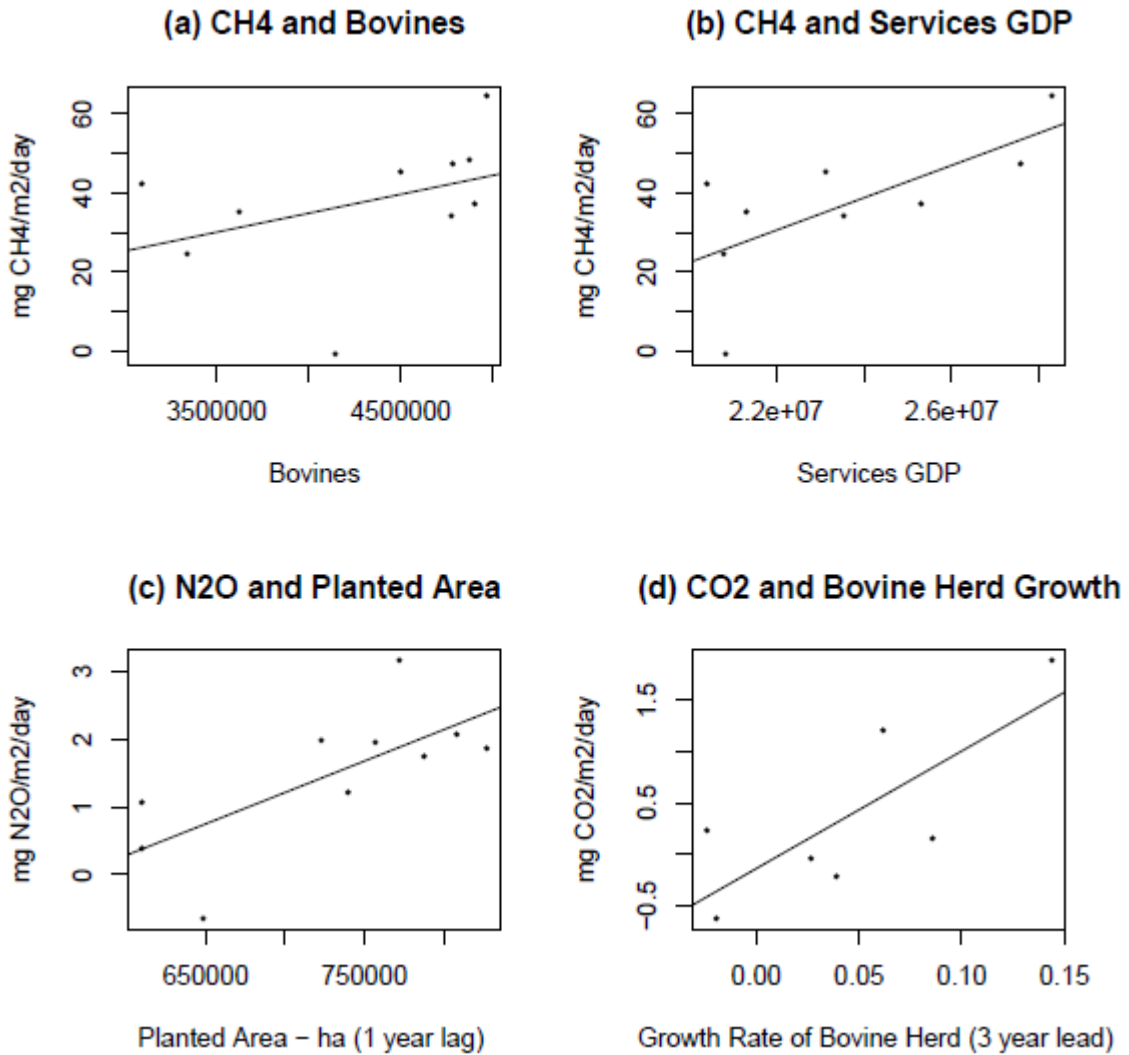 (a) CH4 and Bovines
mg CH4/m2/day
0 20 40 60
3500000 4500000
Bovines
(b) CH4 and Services GDP
mg CH4/m2/day
0 20 40 60
2.2e+07 2.6e+07
Services GDP
(c) N2O and Planted Area
mg N2O/m2/day
0 1 2 3
650000 750000
Planted Area − ha (1 year lag)
(d) CO2 and Bovine Herd Growth
mg CO2/m2/day
−0.5 0.5 1.5
0.00 0.05 0.10 0.15
Growth Rate of Bovine Herd (3 year lead)